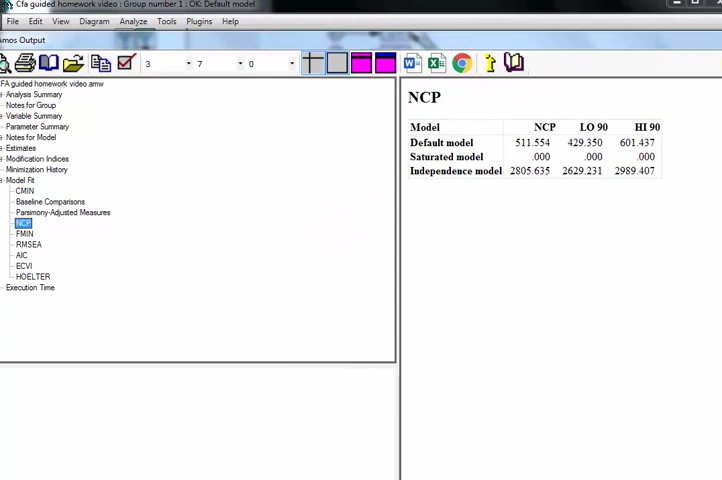 Cfa guided homework video : Group number 1 : OK: Default model
File Edit View Diagram Analyze Tools Plugins Help
Amos Output
3 7 0
CFA guided homework video.amw
Analysis Summary
Notes for Group
Variable Summary
Parameter Summary
Notes for Model
Estimates
Modification Indices
Minimization History
Model Fit
CMIN
Baseline Comparisons
Parsimony-Adjusted Measures
NCP
FMIN
RMSEA
AIC
ECVI
HOELTER
Execution Time
NCP
Model NCP LO 90 HI 90
Default model 511.554 429.350 601.437
Saturated model .000 .000 .000
Independence model 2805.635 2629.231 2989.407